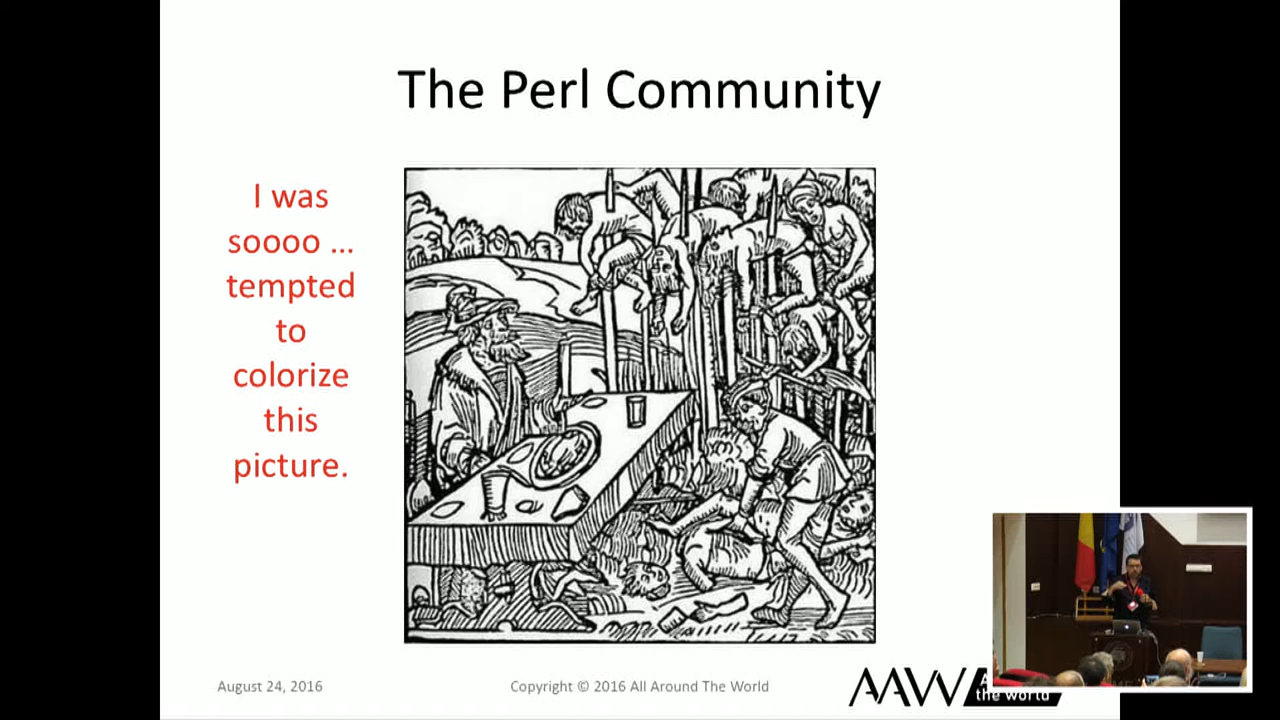 The Perl Community
I was
soooo ...
tempted
to
colorize
this
picture.
August 24, 2016
Copyright © 2016 All Around The World
AAW
the world